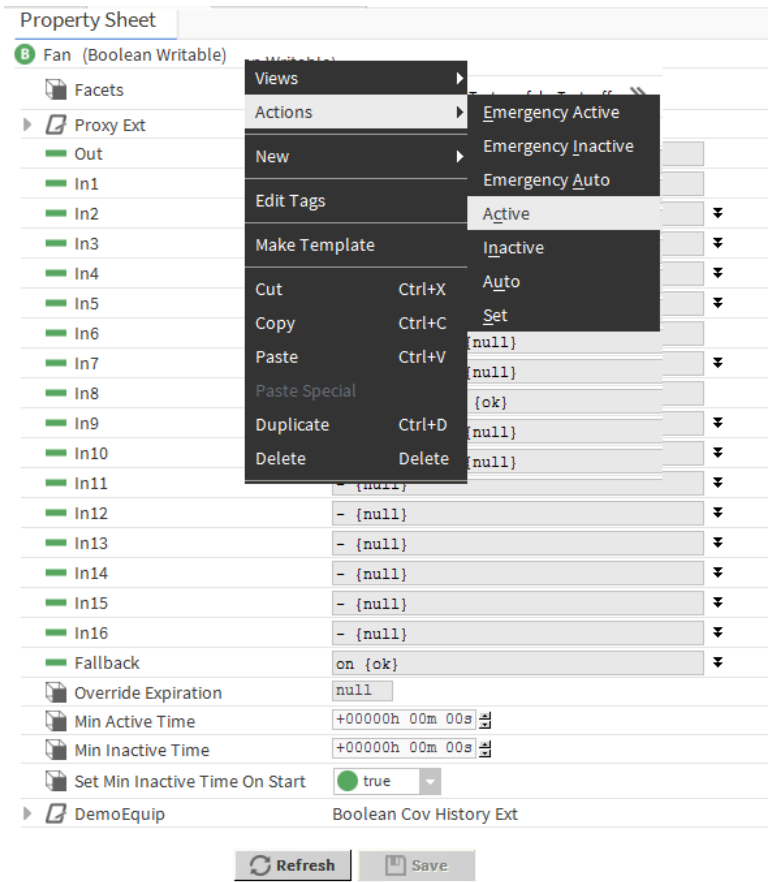 Property Sheet
Fan (Boolean Writable)
Facets
Proxy Ext
Out
In1
In2
In3
In4
In5
In6
In7
In8
In9
In10
In11
In12
In13
In14
In15
In16
Fallback
Override Expiration
Min Active Time
Min Inactive Time
Set Min Inactive Time On Start
DemoEquip
Views
Actions
New
Edit Tags
Make Template
Cut Ctrl+X
Copy Ctrl+C
Paste Ctrl+V
Paste Special
Duplicate Ctrl+D
Delete Delete
Emergency Active
Emergency Inactive
Emergency Auto
Active
Inactive
Auto
Set
{null}
{null}
{ok}
{null}
{null}
- {null}
- {null}
- {null}
- {null}
- {null}
- {null}
on {ok}
null
+00000h 00m 00s
+00000h 00m 00s
true
Boolean Cov History Ext
Refresh
Save